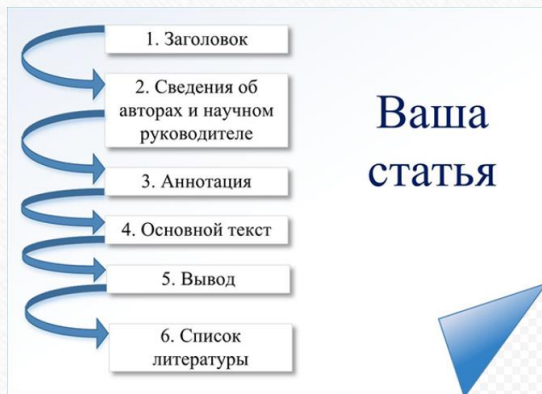 1. Заголовок
2. Сведения об
авторах и научном
руководителе
3. Аннотация
4. Основной текст
5. Вывод
6. Список
литературы
Ваша
статья